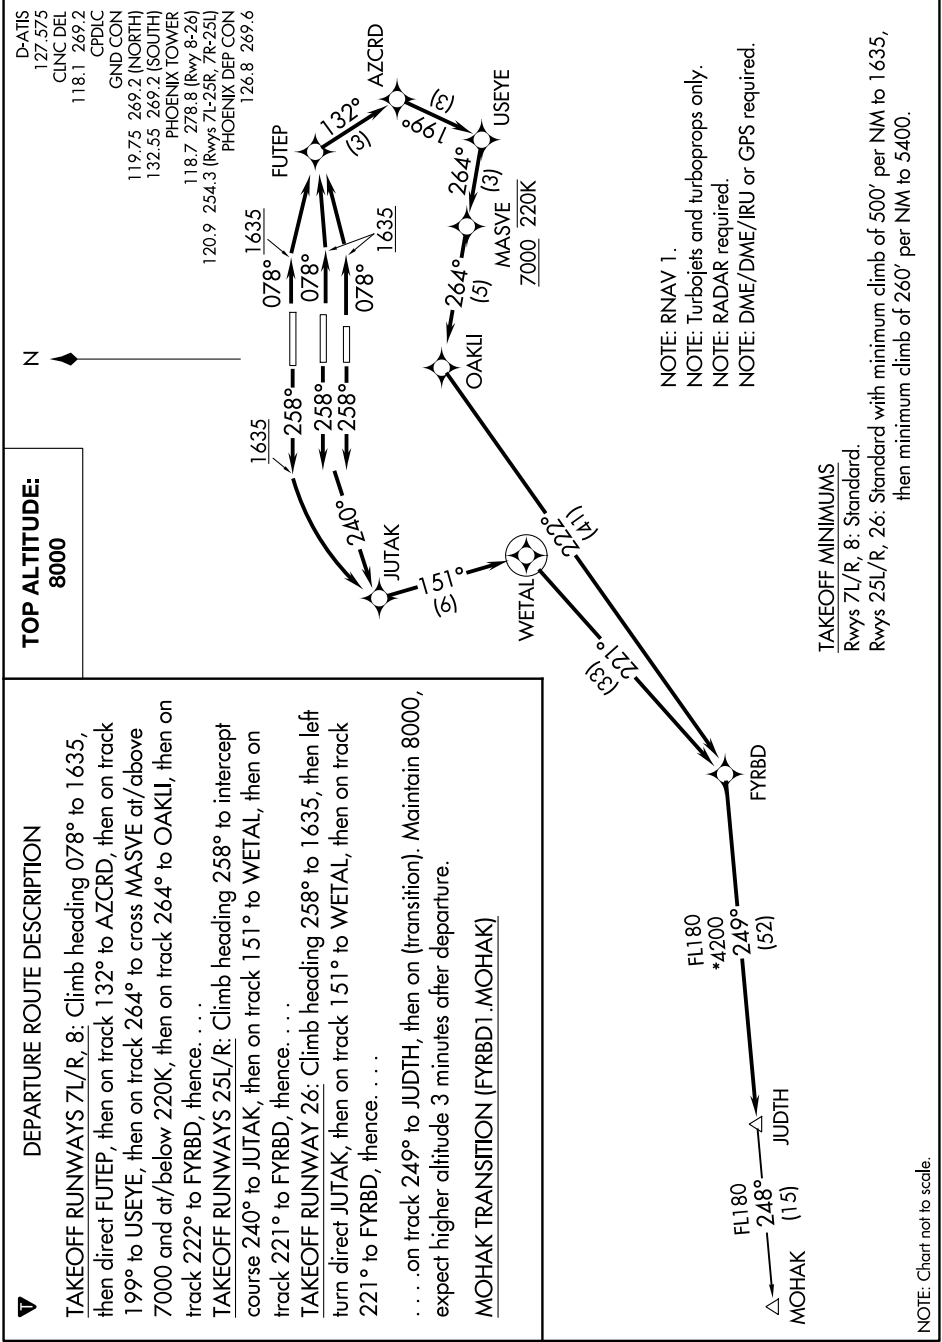 DEPARTURE ROUTE DESCRIPTION
TAKEOFF RUNWAYS 7L/R, 8: Climb heading 078° to 1635,
then direct FUTEP, then on track 132° to AZCRD, then on track
199° to USEYE, then on track 264° to cross MASVE at/above
7000 and at/below 220K, then on track 264° to OAKLI, then on
track 222° to FYRBD, thence. . . .
TAKEOFF RUNWAYS 25L/R: Climb heading 258° to intercept
course 240° to JUTAK, then on track 151° to WETAL, then on
track 221° to FYRBD, thence. . . .
TAKEOFF RUNWAY 26: Climb heading 258° to 1635, then left
turn direct JUTAK, then on track 151° to WETAL, then on track
221° to FYRBD, thence. . . .
. . . .on track 249° to JUDTH, then on (transition). Maintain 8000,
expect higher altitude 3 minutes after departure.
MOHAK TRANSITION (FYRBD1.MOHAK)
TOP ALTITUDE:
8000
N
D-ATIS
127.575
CLNC DEL
118.1 269.2
CPDLC
GND CON
119.75 269.2 (NORTH)
132.55 269.2 (SOUTH)
PHOENIX TOWER
118.7 278.8 (Rwy 8-26)
120.9 254.3 (Rwys 7L-25R, 7R-25L)
PHOENIX DEP CON
126.8 269.6
1635
258°
258°
258°
240°
JUTAK
151°
(6)
WETAL
221°
(33)
078°
078°
078°
1635
1635
FUTEP
132°
(3)
AZCRD
199°
(3)
USEYE
264°
(3)
MASVE
7000 220K
264°
(5)
OAKLI
222°
(41)
FYRBD
FL180
*4200
249°
(52)
JUDTH
FL180
248°
(15)
MOHAK
NOTE: RNAV 1.
NOTE: Turbojets and turboprops only.
NOTE: RADAR required.
NOTE: DME/DME/IRU or GPS required.
TAKEOFF MINIMUMS
Rwys 7L/R, 8: Standard.
Rwys 25L/R, 26: Standard with minimum climb of 500' per NM to 1635,
then minimum climb of 260' per NM to 5400.
NOTE: Chart not to scale.
T